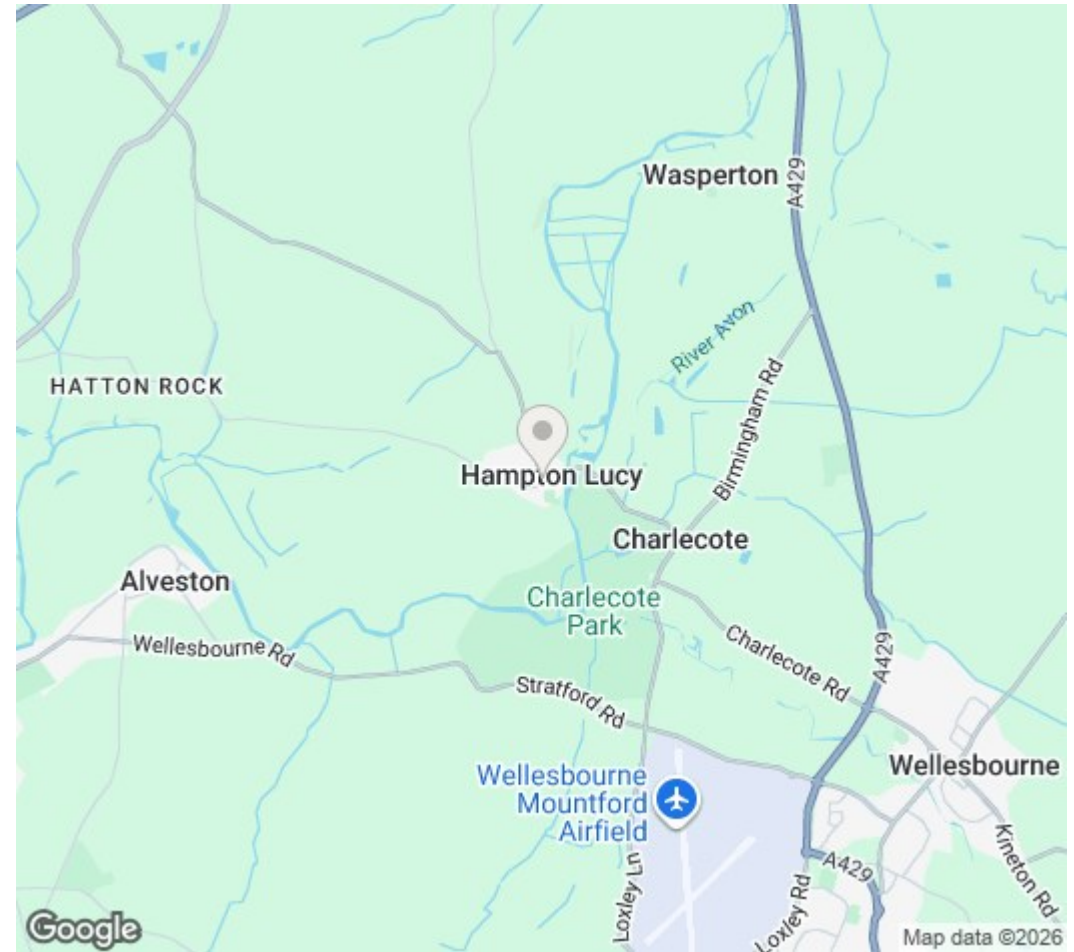 Wasperton
A429
River Avon
HATTON ROCK
Birmingham Rd
Hampton Lucy
Charlecote
Alveston
Charlecote
Park
Wellesbourne Rd
Charlecote Rd
A429
Stratford Rd
Wellesbourne
Wellesbourne
Mountford
Airfield
Kineton Rd
A429
Loxley Ln
Loxley Rd
Google
Map data ©2026